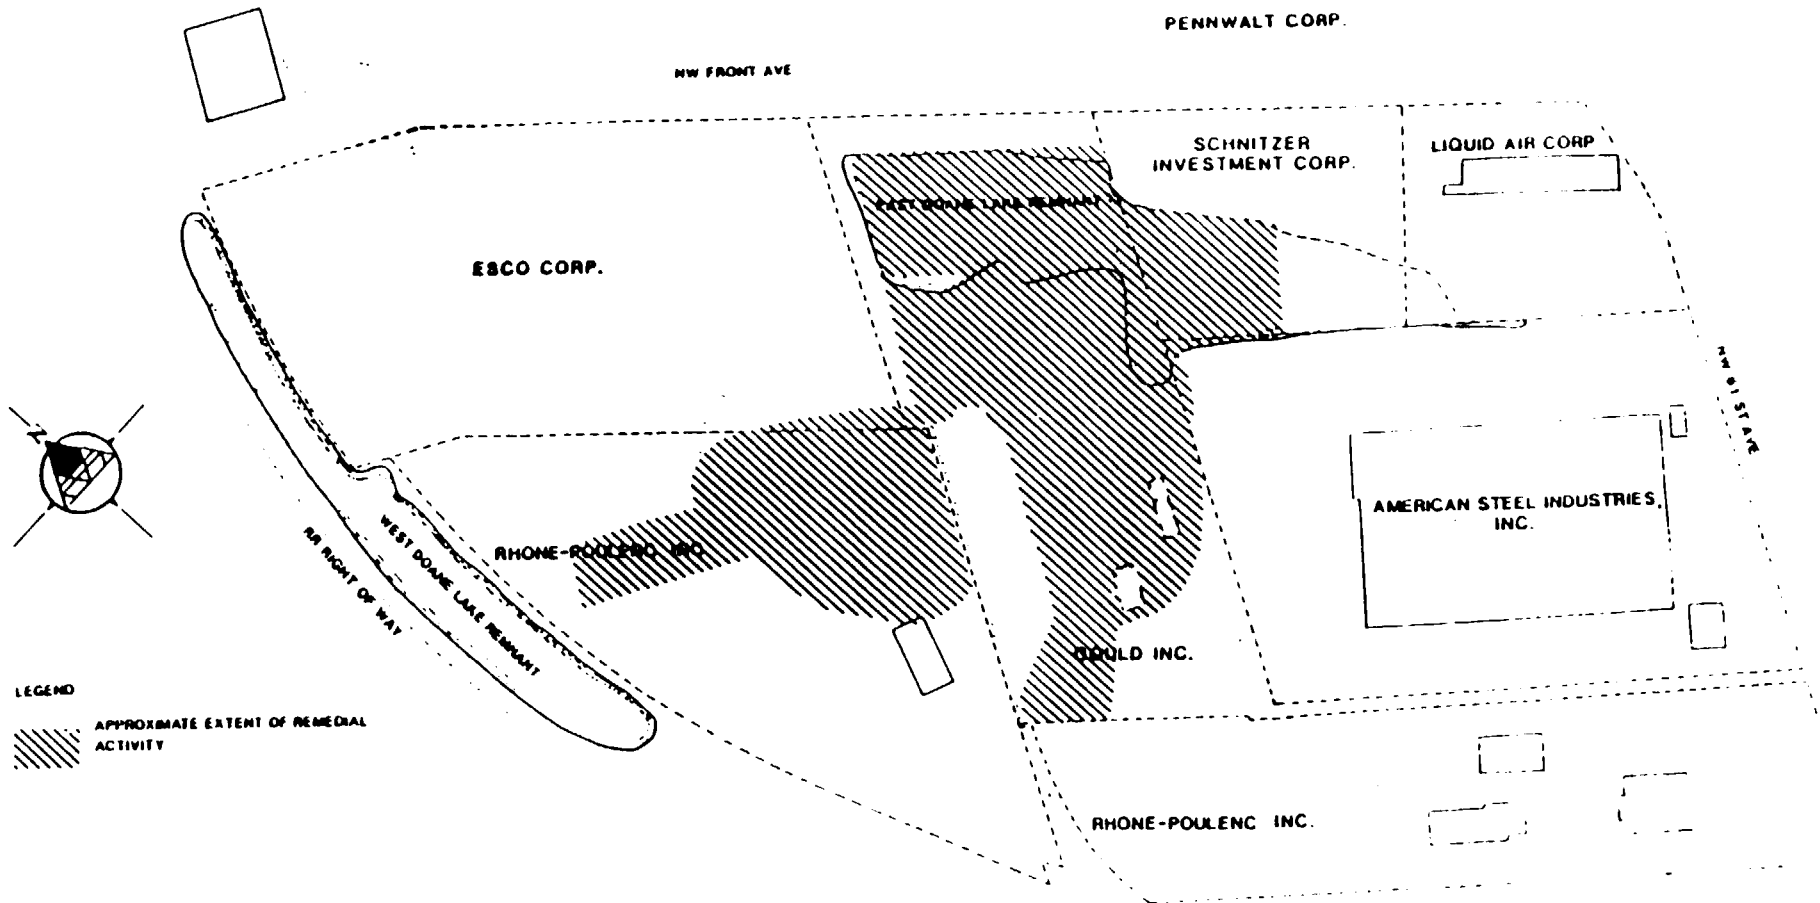 PENNWALT CORP.
NW FRONT AVE
SCHNITZER
INVESTMENT CORP.
LIQUID AIR CORP
EAST DOANE LAKE REMNANT
ESCO CORP.
NW 61 ST AVE
N
AMERICAN STEEL INDUSTRIES,
INC.
RHONE-POULENC INC
WEST DOANE LAKE REMNANT
RR RIGHT OF WAY
GOULD INC.
LEGEND
APPROXIMATE EXTENT OF REMEDIAL
ACTIVITY
RHONE-POULENC INC.